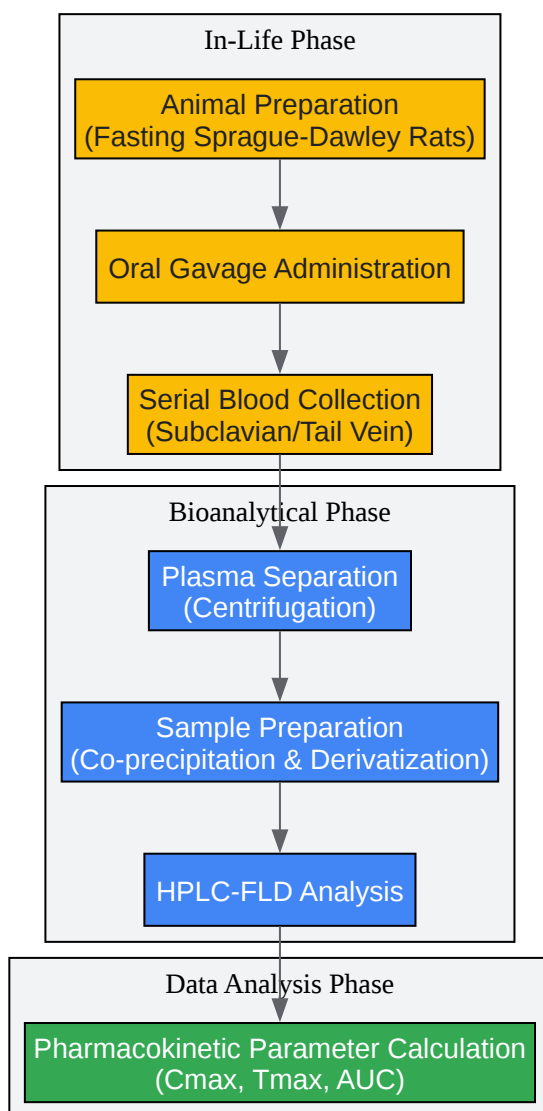 In-Life Phase
Animal Preparation
(Fasting Sprague-Dawley Rats)
Oral Gavage Administration
Serial Blood Collection
(Subclavian/Tail Vein)
Bioanalytical Phase
Plasma Separation
(Centrifugation)
Sample Preparation
(Co-precipitation & Derivatization)
HPLC-FLD Analysis
Data Analysis Phase
Pharmacokinetic Parameter Calculation
(Cmax, Tmax, AUC)